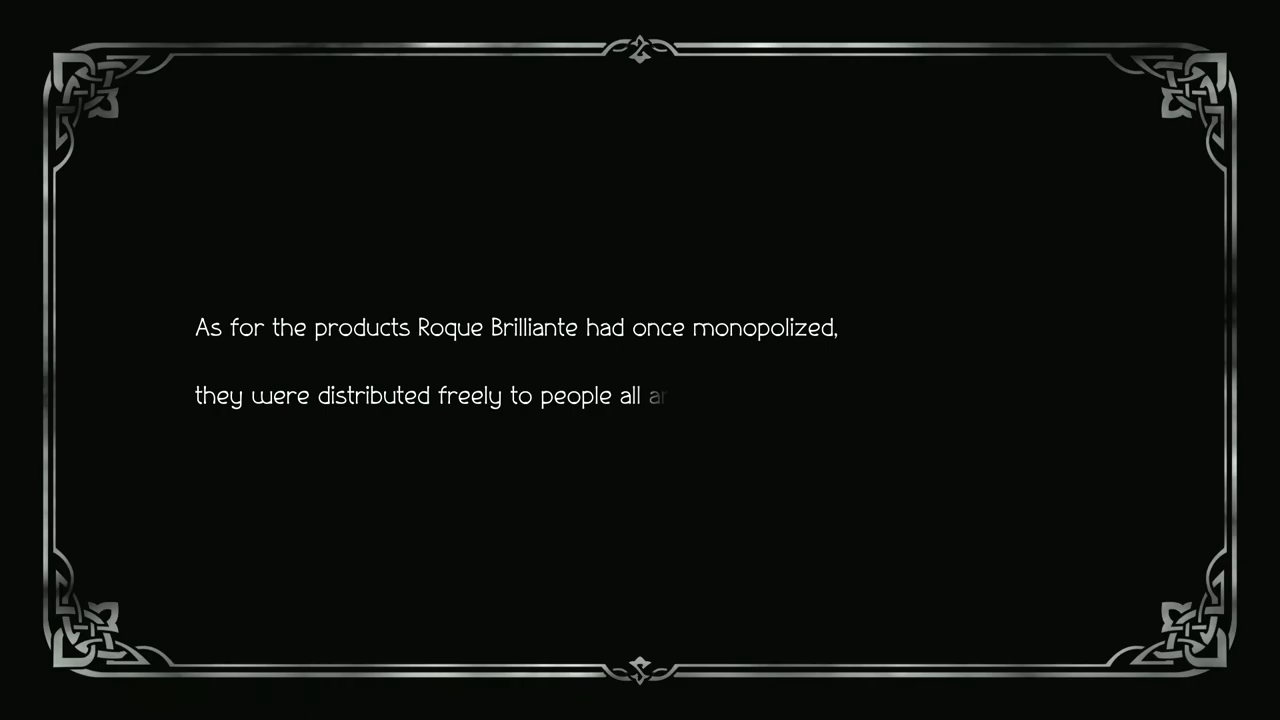 As for the products Roque Brilliante had once monopolized,
they were distributed freely to people all